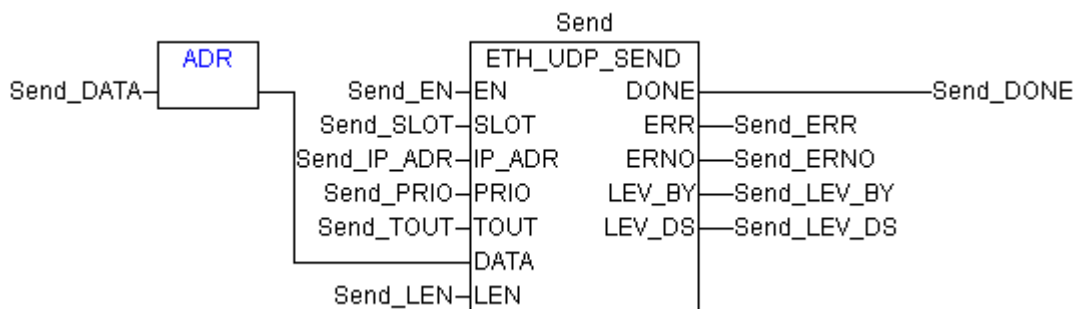 Send
ADR
ETH_UDP_SEND
Send_DATA
Send_EN
EN
DONE
Send_DONE
Send_SLOT
SLOT
ERR
Send_ERR
Send_IP_ADR
IP_ADR
ERNO
Send_ERNO
Send_PRIO
PRIO
LEV_BY
Send_LEV_BY
Send_TOUT
TOUT
LEV_DS
Send_LEV_DS
DATA
Send_LEN
LEN